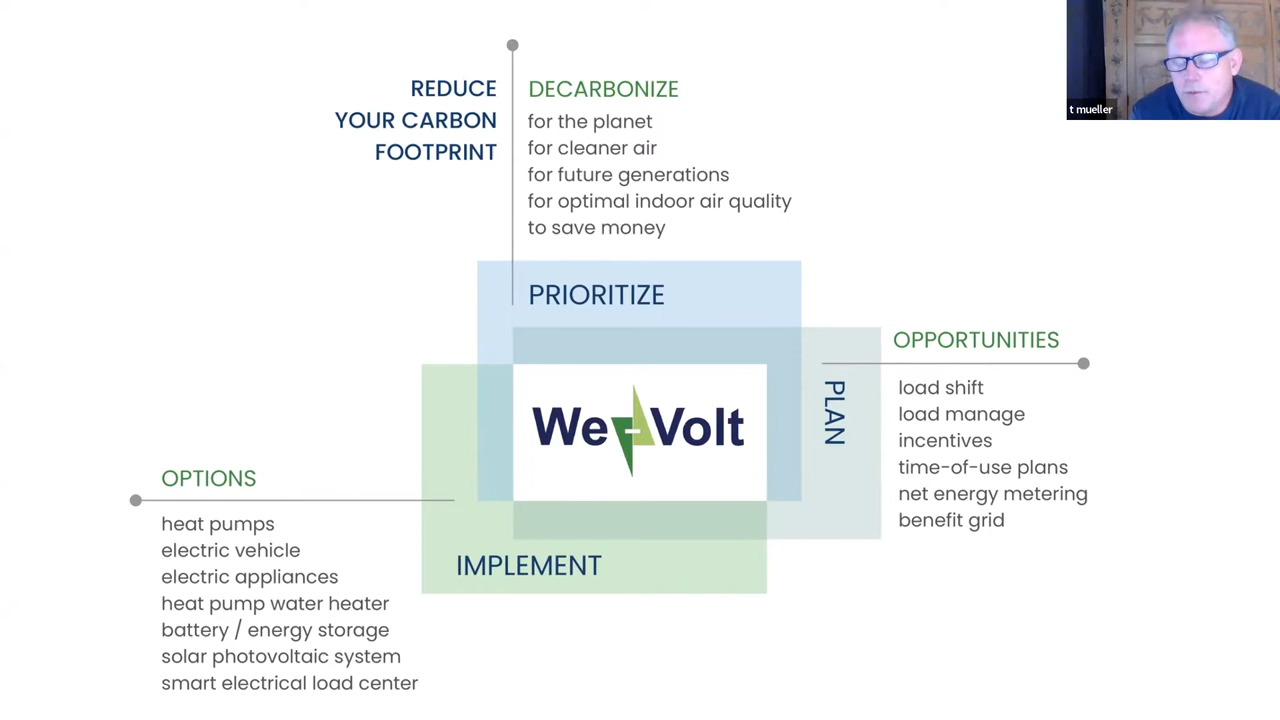 REDUCE
YOUR CARBON
FOOTPRINT
DECARBONIZE
for the planet
for cleaner air
for future generations
for optimal indoor air quality
to save money
t mueller
PRIORITIZE
OPPORTUNITIES
load shift
load manage
incentives
time-of-use plans
net energy metering
benefit grid
PLAN
We-Volt
OPTIONS
heat pumps
electric vehicle
electric appliances
heat pump water heater
battery / energy storage
solar photovoltaic system
smart electrical load center
IMPLEMENT